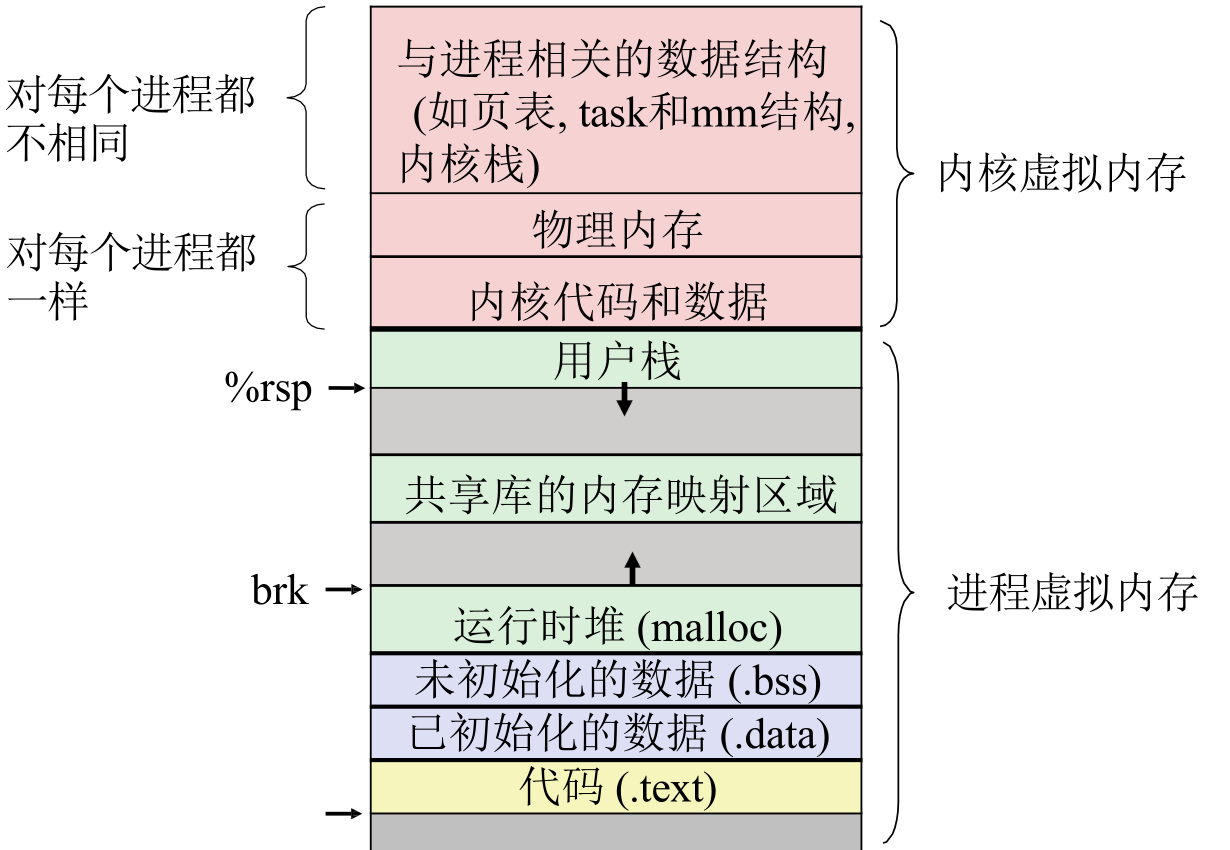 对每个进程都
不相同
与进程相关的数据结构
(如页表, task和mm结构,
内核栈)
内核虚拟内存
对每个进程都
一样
物理内存
内核代码和数据
用户栈
%rsp
共享库的内存映射区域
brk
进程虚拟内存
运行时堆 (malloc)
未初始化的数据 (.bss)
已初始化的数据 (.data)
代码 (.text)